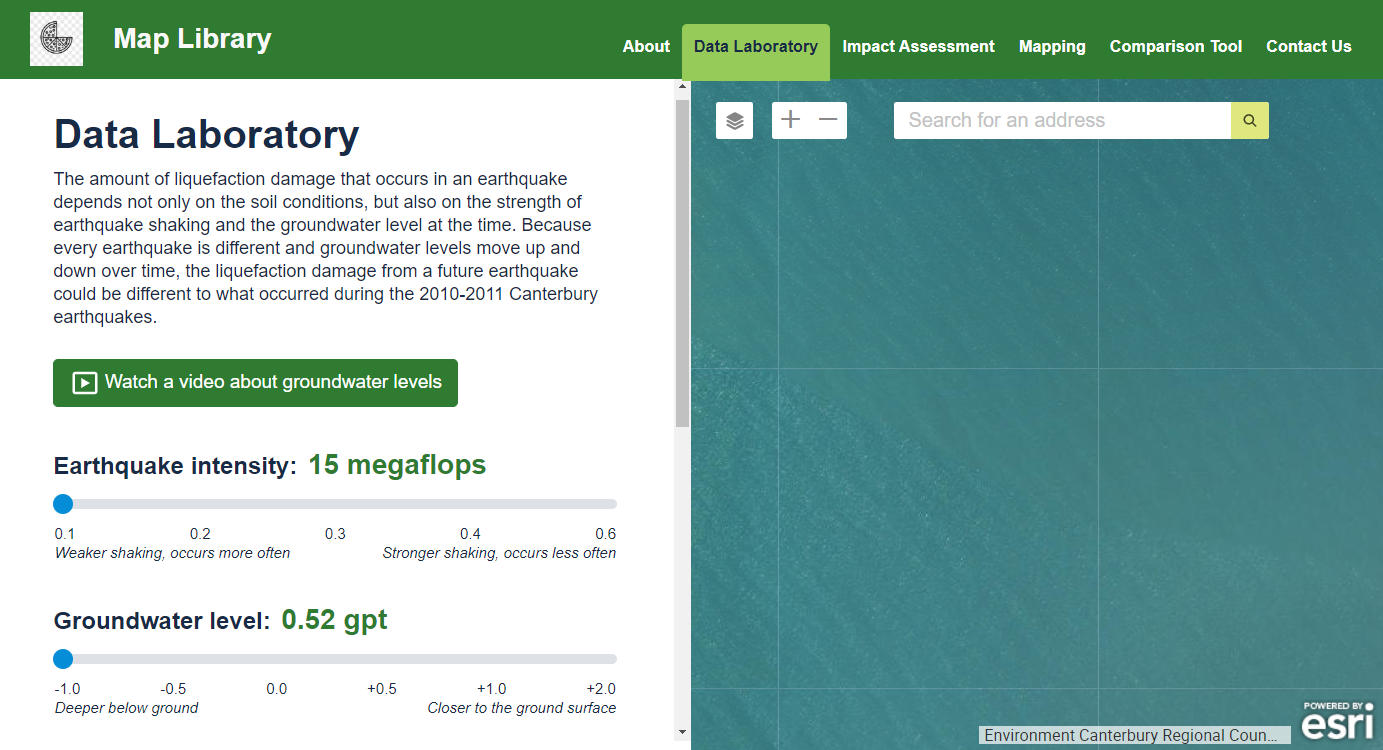 Map Library
About
Data Laboratory
Impact Assessment
Mapping
Comparison Tool
Contact Us
Data Laboratory
The amount of liquefaction damage that occurs in an earthquake
depends not only on the soil conditions, but also on the strength of
earthquake shaking and the groundwater level at the time. Because
every earthquake is different and groundwater levels move up and
down over time, the liquefaction damage from a future earthquake
could be different to what occurred during the 2010-2011 Canterbury
earthquakes.
Watch a video about groundwater levels
Earthquake intensity: 15 megaflops
0.1 0.2 0.3 0.4 0.6
Weaker shaking, occurs more often Stronger shaking, occurs less often
Groundwater level: 0.52 gpt
-1.0 -0.5 0.0 +0.5 +1.0 +2.0
Deeper below ground Closer to the ground surface
Search for an address
POWERED BY
esri
Environment Canterbury Regional Coun...